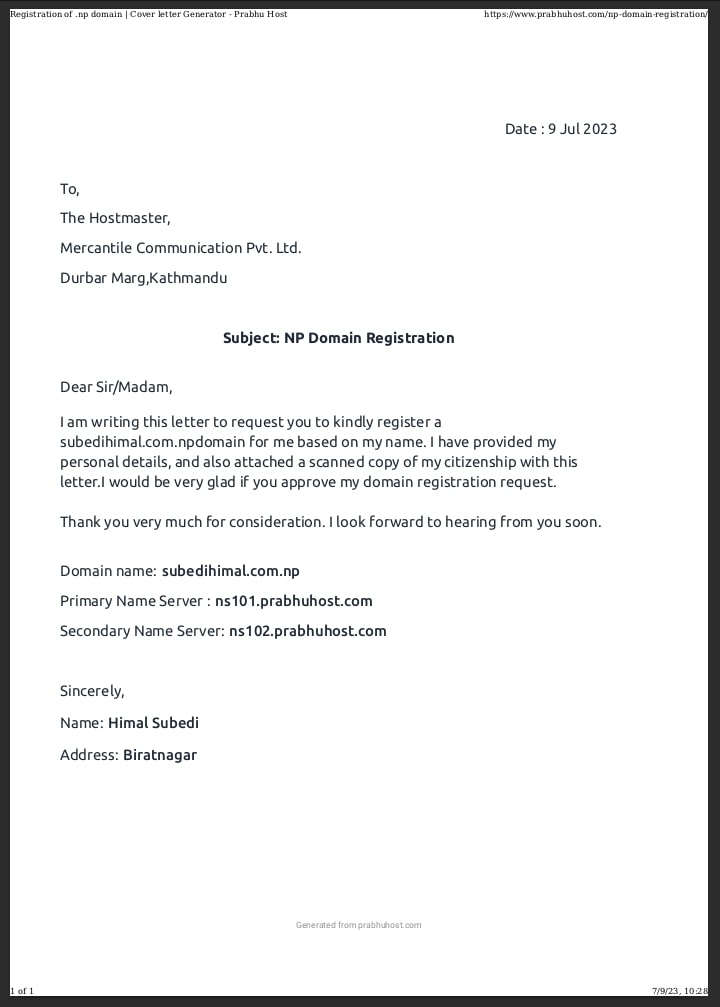 Registration of .np domain | Cover letter Generator - Prabhu Host
https://www.prabhuhost.com/np-domain-registration/
Date : 9 Jul 2023
To,
The Hostmaster,
Mercantile Communication Pvt. Ltd.
Durbar Marg,Kathmandu
Subject: NP Domain Registration
Dear Sir/Madam,
I am writing this letter to request you to kindly register a
subedihimal.com.npdomain for me based on my name. I have provided my
personal details, and also attached a scanned copy of my citizenship with this
letter.I would be very glad if you approve my domain registration request.
Thank you very much for consideration. I look forward to hearing from you soon.
Domain name: subedihimal.com.np
Primary Name Server : ns101.prabhuhost.com
Secondary Name Server: ns102.prabhuhost.com
Sincerely,
Name: Himal Subedi
Address: Biratnagar
Generated from prabhuhost.com
1 of 1
7/9/23, 10:28